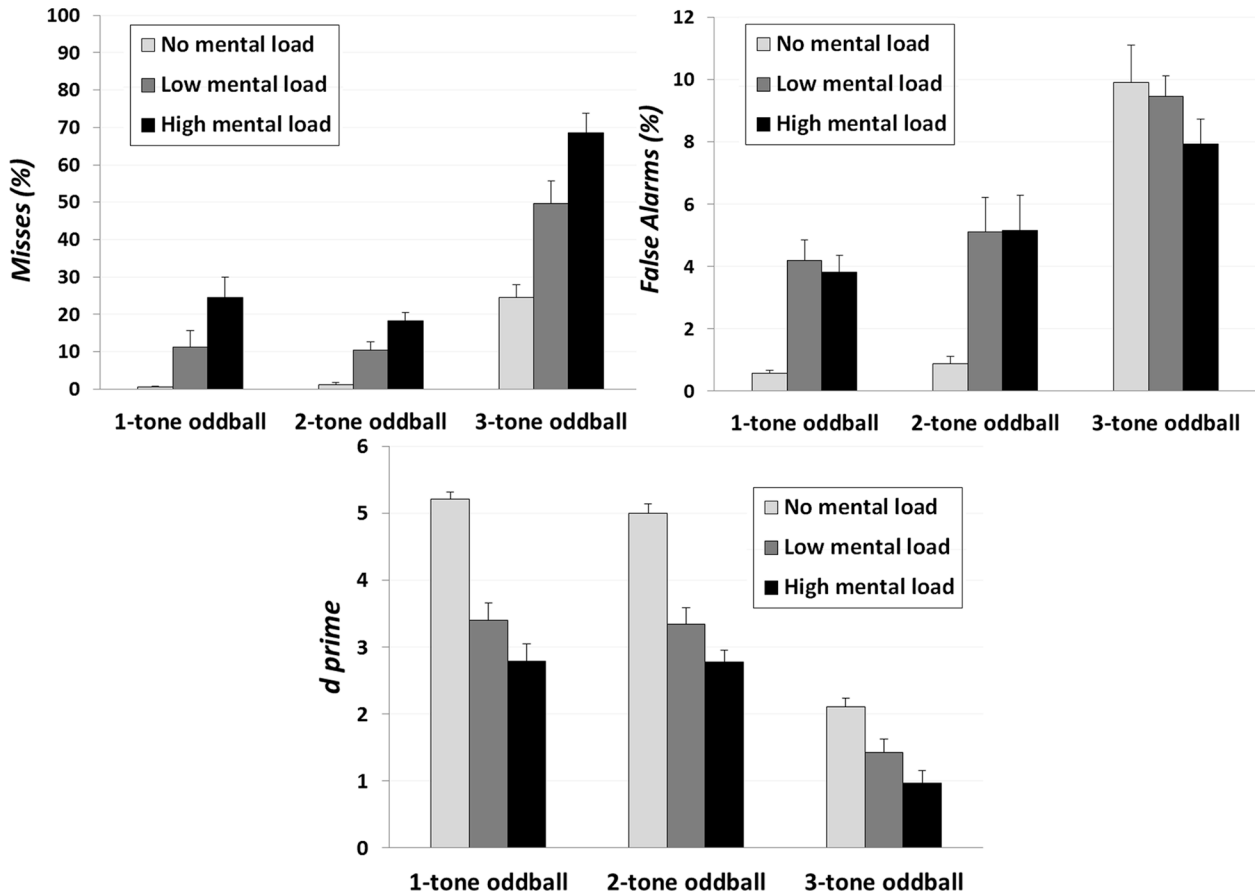 Misses (%)
100
90
80
70
60
50
40
30
20
10
0
No mental load
Low mental load
High mental load
1-tone oddball 2-tone oddball 3-tone oddball
False Alarms (%)
12
10
8
6
4
2
0
No mental load
Low mental load
High mental load
1-tone oddball 2-tone oddball 3-tone oddball
d prime
6
5
4
3
2
1
0
No mental load
Low mental load
High mental load
1-tone oddball 2-tone oddball 3-tone oddball